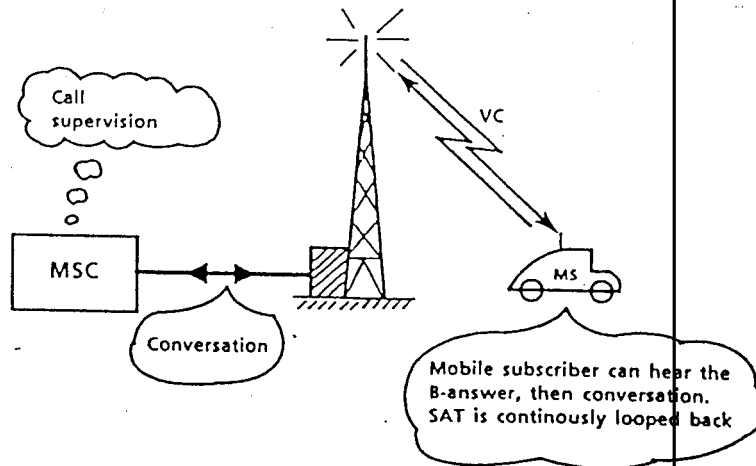 Call
supervision
VC
MSC
MS
Conversation
Mobile subscriber can hear the
B-answer, then conversation.
SAT is continously looped back